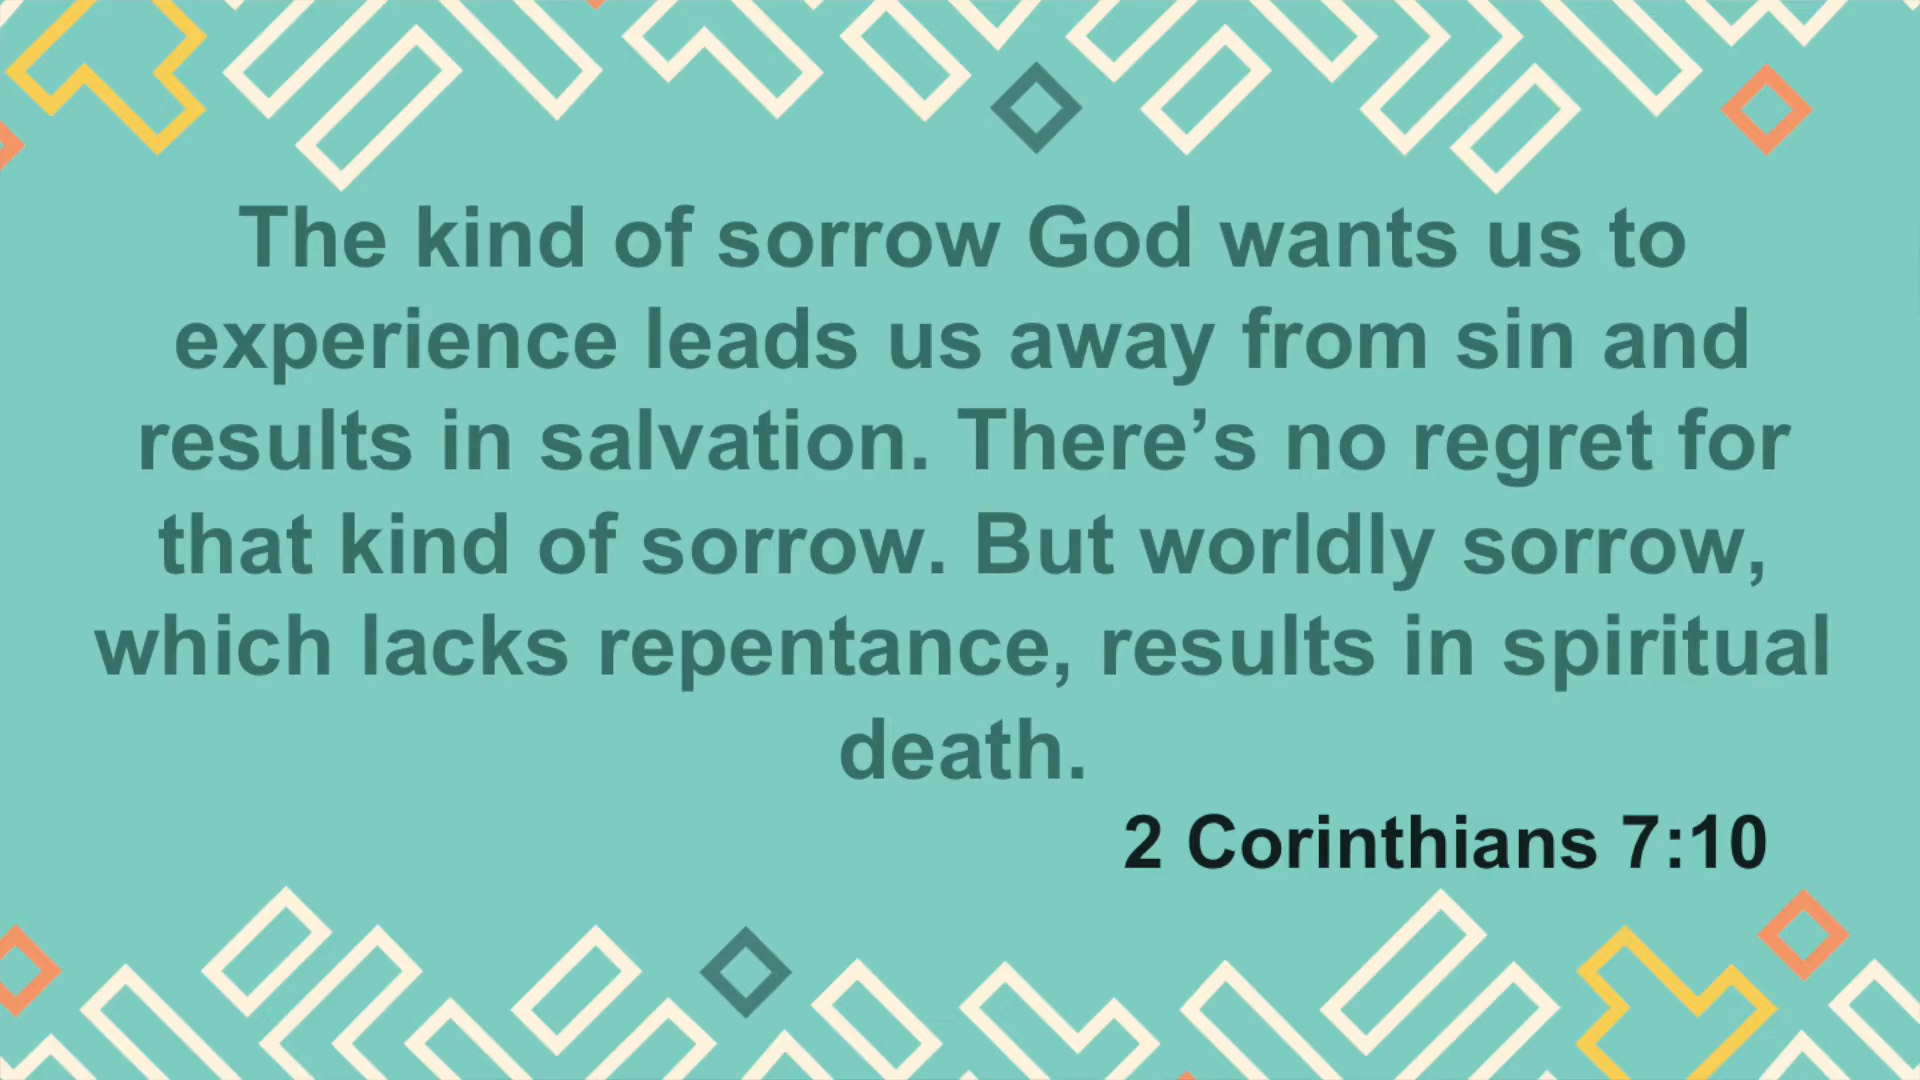 The kind of sorrow God wants us to
experience leads us away from sin and
results in salvation. There’s no regret for
that kind of sorrow. But worldly sorrow,
which lacks repentance, results in spiritual
death.
2 Corinthians 7:10